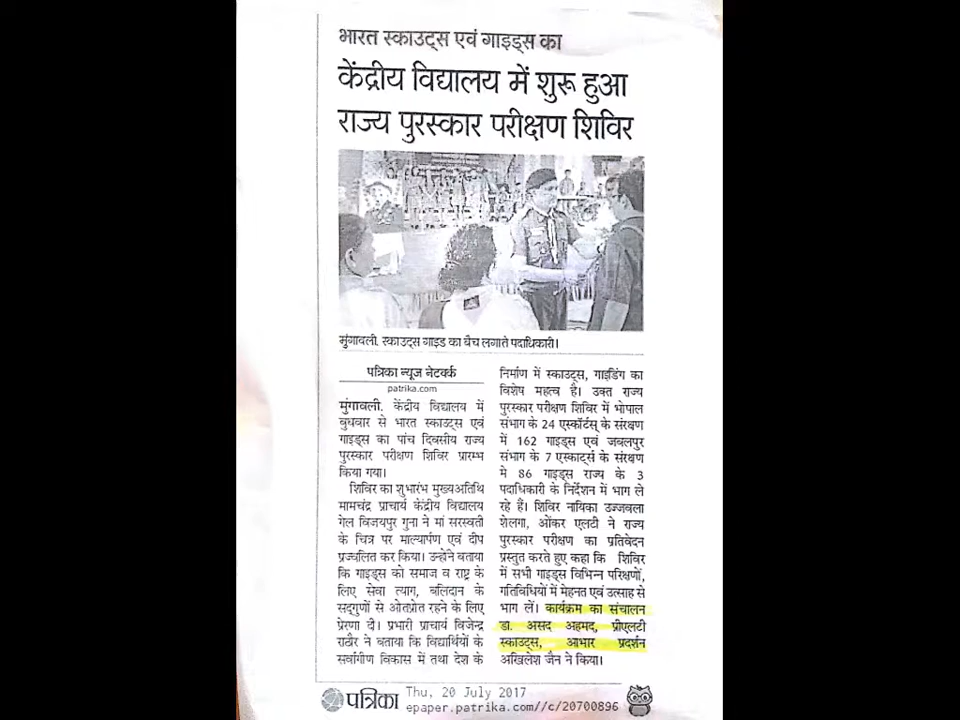 भारत स्काउट्स एवं गाइड्स का
केंद्रीय विद्यालय में शुरू हुआ
राज्य पुरस्कार परीक्षण शिविर
मुंगावली. स्काउट्स गाइड का बैच लगाते पदाधिकारी।
पत्रिका न्यूज नेटवर्क
patrika.com
मुंगावली. केंद्रीय विद्यालय में
बुधवार से भारत स्काउट्स एवं
गाइड्स का पांच दिवसीय राज्य
पुरस्कार परीक्षण शिविर प्रारम्भ
किया गया।
शिविर का शुभारंभ मुख्यअतिथि
मामचंद्र प्राचार्य केंद्रीय विद्यालय
गेल विजयपुर गुना ने मां सरस्वती
के चित्र पर माल्यार्पण एवं दीप
प्रज्वलित कर किया। उन्होंने बताया
कि गाइड्स को समाज व राष्ट्र के
लिए सेवा त्याग, बलिदान के
सद्गुणों से ओतप्रोत रहने के लिए
प्रेरणा दी। प्रभारी प्राचार्य विजेन्द्र
राठौर ने बताया कि विद्यार्थियों के
सर्वांगीण विकास में तथा देश के
निर्माण में स्काउट्स, गाइडिंग का
विशेष महत्व है। उक्त राज्य
पुरस्कार परीक्षण शिविर में भोपाल
संभाग के 24 एस्कॉर्टस् के संरक्षण
में 162 गाइड्स एवं जबलपुर
संभाग के 7 एस्कार्ट्स के संरक्षण
मे 86 गाइड्स राज्य के 3
पदाधिकारी के निर्देशन में भाग ले
रहे हैं। शिविर नायिका उज्जवला
शेलगा, ओंकर एलटी ने राज्य
पुरस्कार परीक्षण का प्रतिवेदन
प्रस्तुत करते हुए कहा कि शिविर
में सभी गाइड्स विभिन्न परिक्षणों,
गतिविधियों में मेहनत एवं उत्साह से
भाग लें। कार्यक्रम का संचालन
डा. असद अहमद, प्रीएलटी
स्काउट्स, आभार प्रदर्शन
अखिलेश जैन ने किया।
पत्रिका Thu, 20 July 2017
epaper.patrika.com//c/20700896